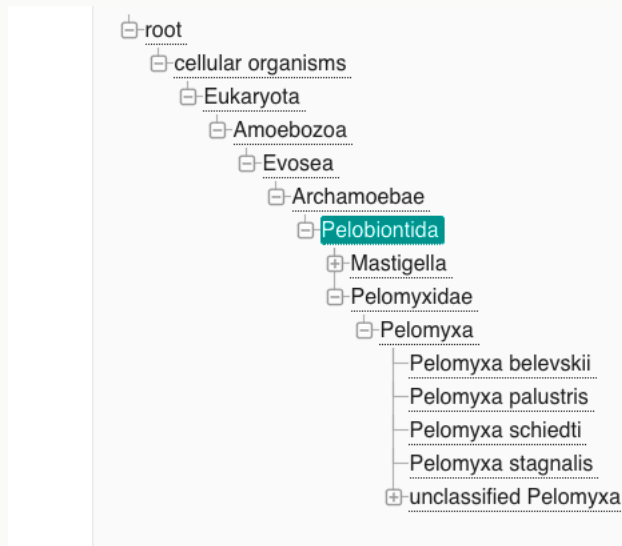 root
cellular organisms
Eukaryota
Amoebozoa
Evosea
Archamoebae
Pelobiontida
Mastigella
Pelomyxidae
Pelomyxa
Pelomyxa belevskii
Pelomyxa palustris
Pelomyxa schiedti
Pelomyxa stagnalis
unclassified Pelomyxa